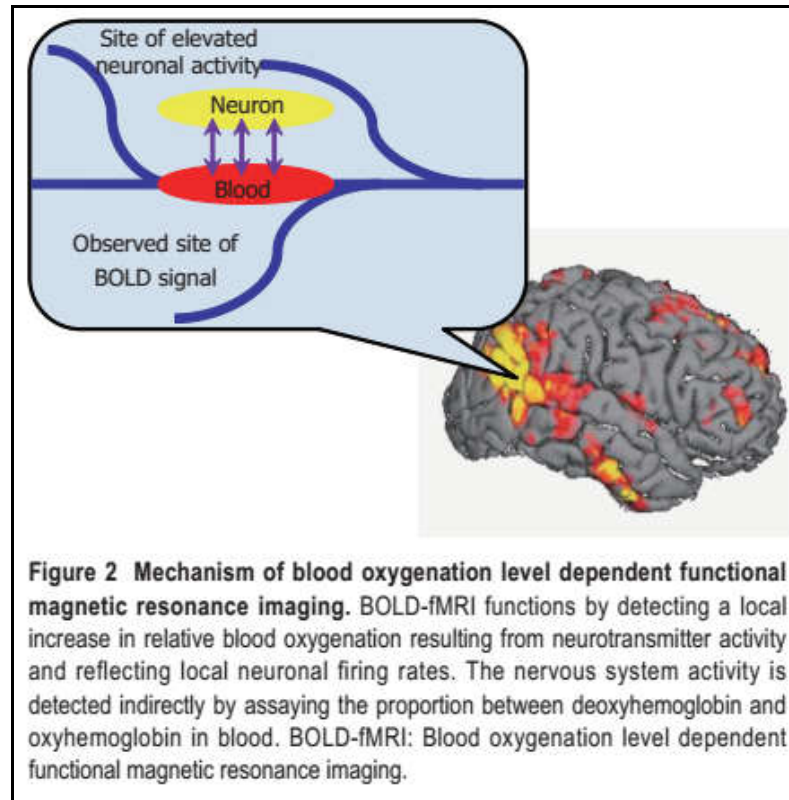 Site of elevated
neuronal activity
Neuron
Blood
Observed site of
BOLD signal
Figure 2 Mechanism of blood oxygenation level dependent functional
magnetic resonance imaging. BOLD-fMRI functions by detecting a local
increase in relative blood oxygenation resulting from neurotransmitter activity
and reflecting local neuronal firing rates. The nervous system activity is
detected indirectly by assaying the proportion between deoxyhemoglobin and
oxyhemoglobin in blood. BOLD-fMRI: Blood oxygenation level dependent
functional magnetic resonance imaging.